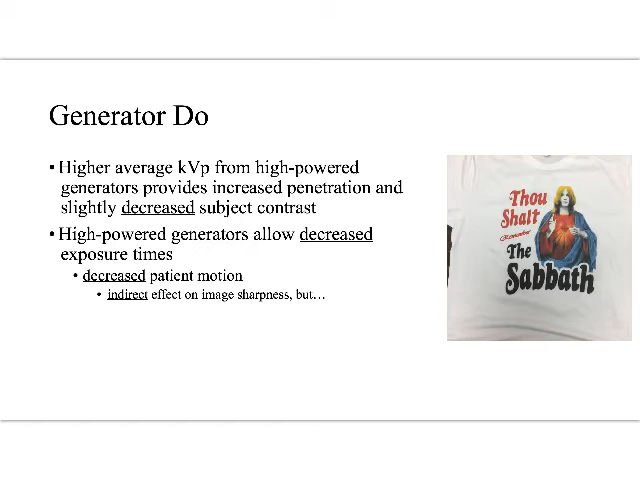 Generator Do
• Higher average kVp from high-powered
generators provides increased penetration and
slightly decreased subject contrast
• High-powered generators allow decreased
exposure times
• decreased patient motion
• indirect effect on image sharpness, but…
Thou
Shalt
Remember
The
Sabbath